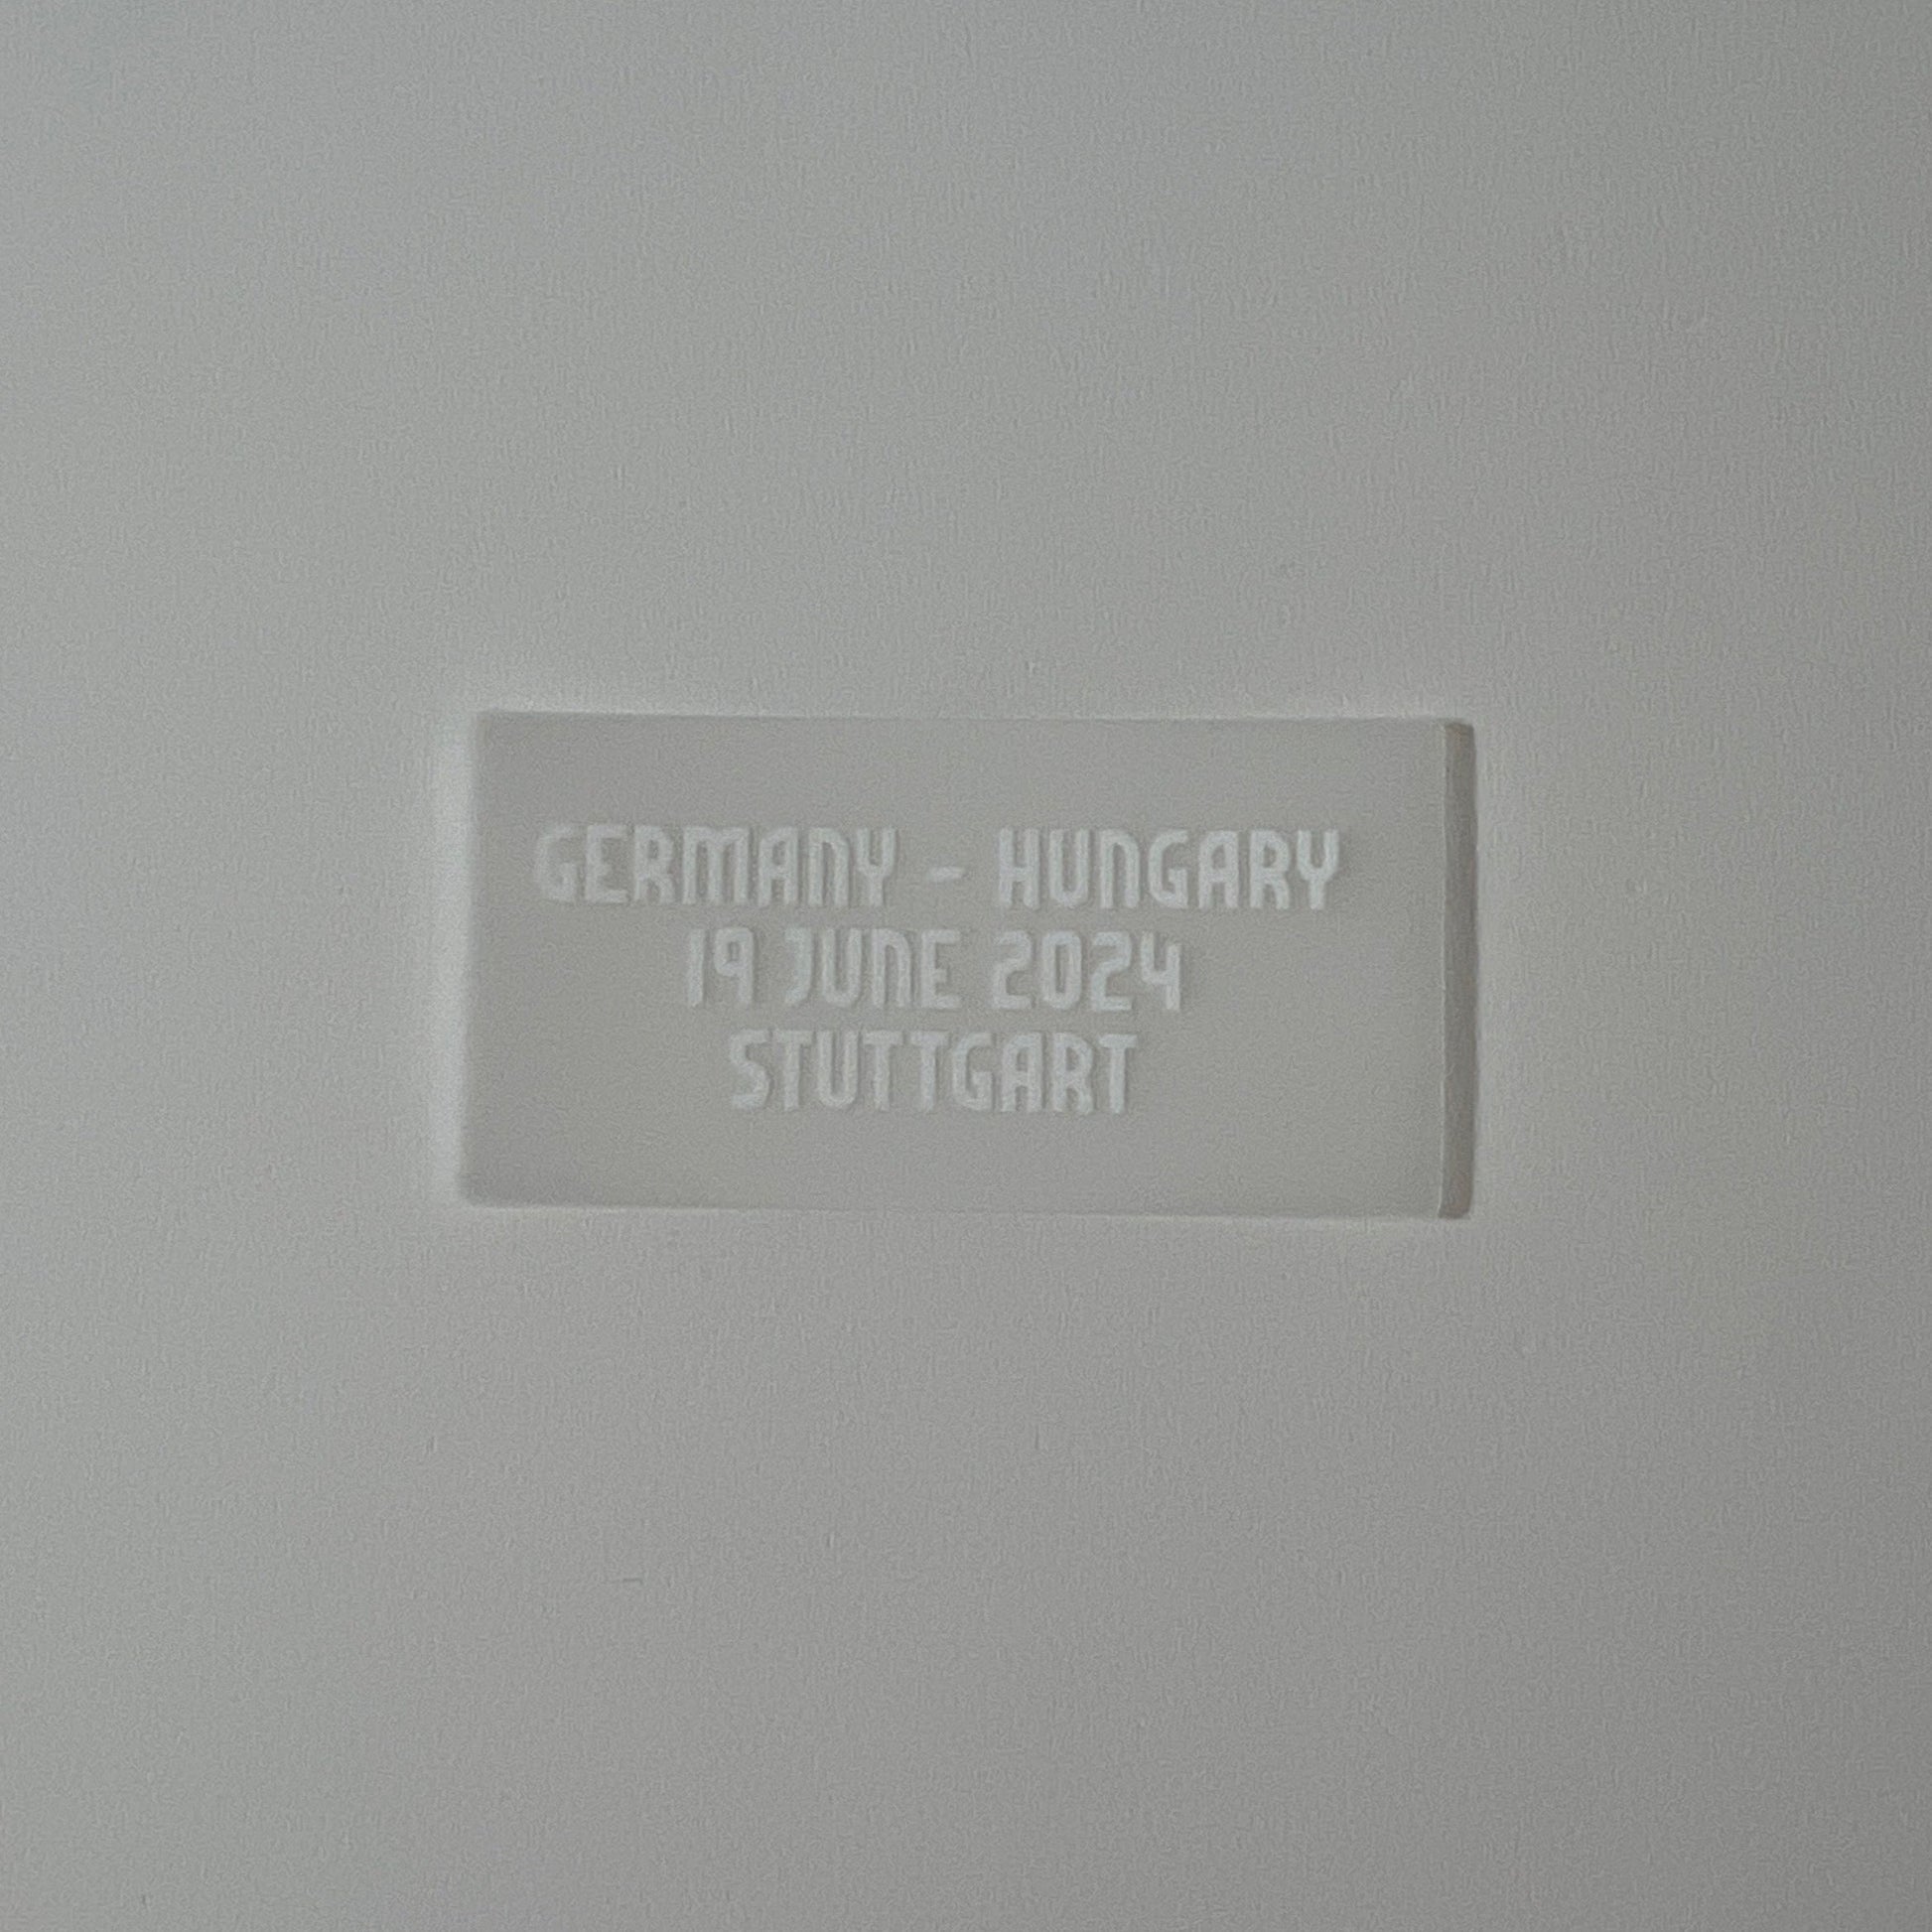 GERMANY - HUNGARY
19 JUNE 2024
STUTTGART